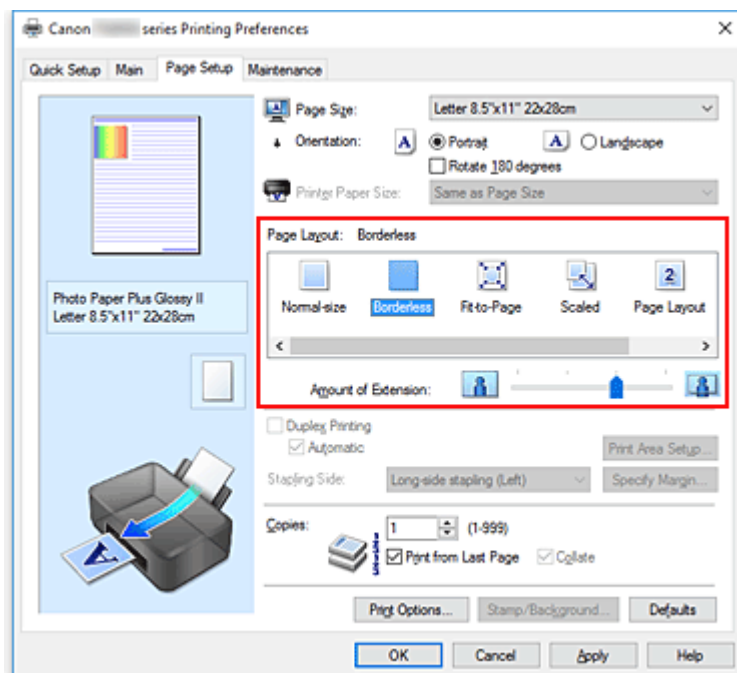 Canon series Printing Preferences
Quick Setup Main Page Setup Maintenance
Page Size: Letter 8.5"x11" 22x28cm
Orientation: A Portrait A Landscape
Rotate 180 degrees
Printer Paper Size: Same as Page Size
Page Layout: Borderless
2
Normal-size Borderless Fit-to-Page Scaled Page Layout
Photo Paper Plus Glossy II
Letter 8.5"x11" 22x28cm
Amount of Extension:
Duplex Printing
Automatic Print Area Setup...
Stapling Side: Long-side stapling (Left) Specify Margin...
Copies: 1 (1-999)
Print from Last Page Collate
A
Print Options... Stamp/Background... Defaults
OK Cancel Apply Help